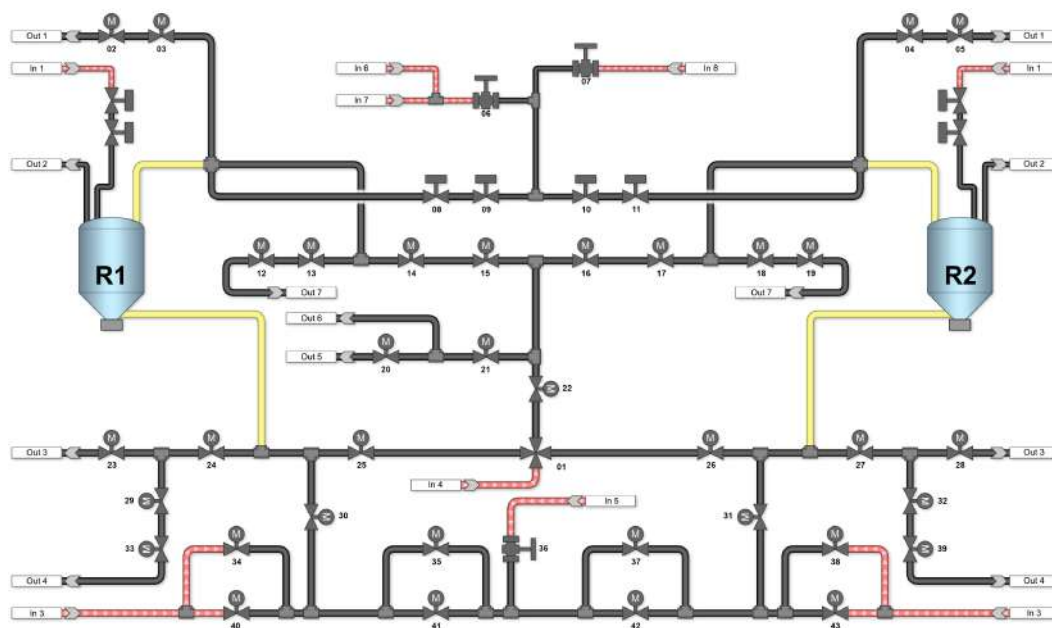 Out 1
M
M
02
03
M
M
04
05
Out 1
In 1
In 6
In 7
06
07
In 8
In 1
Out 2
Out 2
08
09
10
11
R1
R2
M
M
M
M
M
M
M
M
12
13
14
15
16
17
18
19
Out 7
Out 7
Out 6
Out 5
M
M
20
21
M
22
Out 3
M
M
M
M
M
M
Out 3
23
24
25
01
26
27
28
In 4
In 5
29
M
M
30
31
M
M
32
33
M
36
M
39
M
M
M
M
34
35
37
38
Out 4
Out 4
In 3
M
M
M
M
In 3
40
41
42
43